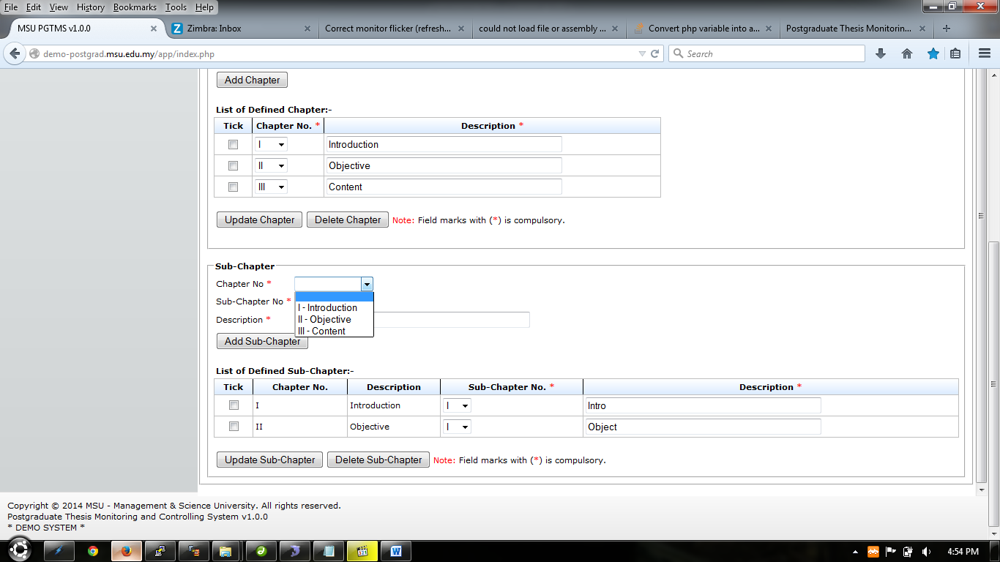 File Edit View History Bookmarks Tools Help
MSU PGTMS v1.0.0 Zimbra: Inbox Correct monitor flicker (refresh... could not load file or assembly ... Convert php variable into a... Postgraduate Thesis Monitorin...
demo-postgrad.msu.edu.my/app/index.php Search
Add Chapter
List of Defined Chapter:-
Tick Chapter No. * Description *
I Introduction
II Objective
III Content
Update Chapter Delete Chapter Note: Field marks with (*) is compulsory.
Sub-Chapter
Chapter No *
Sub-Chapter No *
I - Introduction
II - Objective
III - Content
Description *
Add Sub-Chapter
List of Defined Sub-Chapter:-
Tick Chapter No. Description Sub-Chapter No. * Description *
I Introduction I Intro
II Objective I Object
Update Sub-Chapter Delete Sub-Chapter Note: Field marks with (*) is compulsory.
Copyright © 2014 MSU - Management & Science University. All rights reserved.
Postgraduate Thesis Monitoring and Controlling System v1.0.0
* DEMO SYSTEM *
4:54 PM